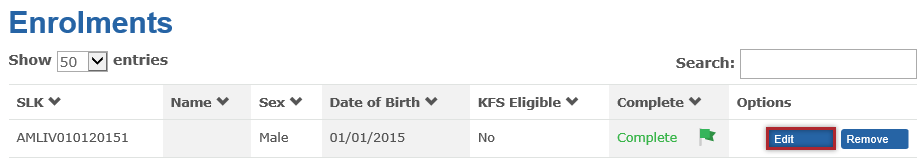 Enrolments
Show 50 entries Search:
SLK Name Sex Date of Birth KFS Eligible Complete Options
AMLIV010120151 Male 01/01/2015 No Complete Edit Remove